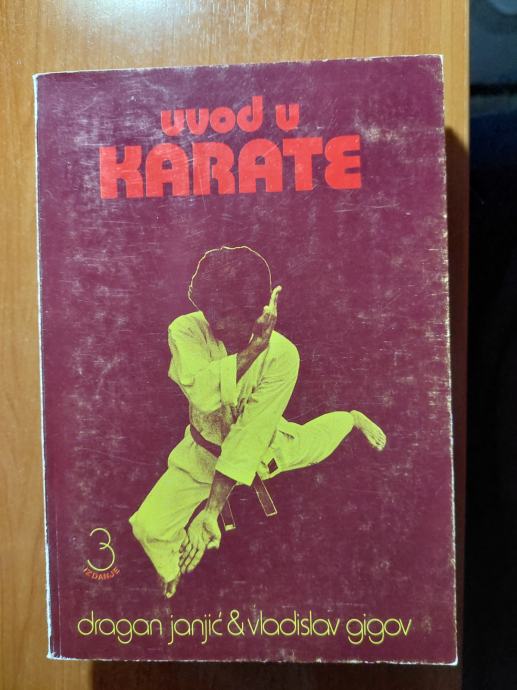 uvod u
KARATE
3
IZDANJE
dragan janjić & vladislav gigov